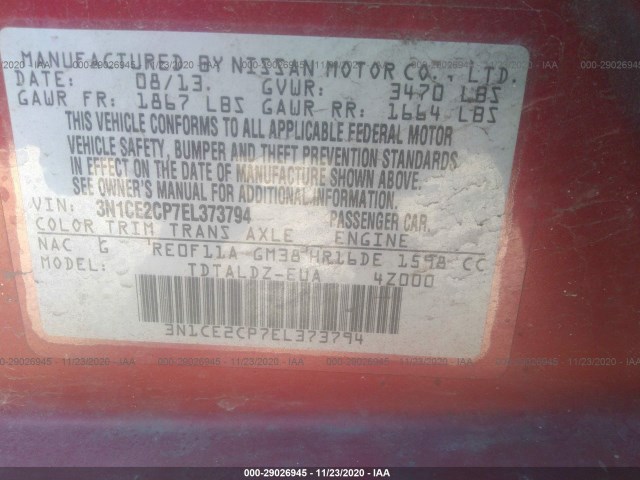 MANUFACTURED BY NISSAN MOTOR CO., LTD.
DATE: 08/13. GVWR: 3470 LBS
GAWR FR: 1867 LBS GAWR RR: 1664 LBS
THIS VEHICLE CONFORMS TO ALL APPLICABLE FEDERAL MOTOR
VEHICLE SAFETY, BUMPER AND THEFT PREVENTION STANDARDS
IN EFFECT ON THE DATE OF MANUFACTURE SHOWN ABOVE.
SEE OWNER'S MANUAL FOR ADDITIONAL INFORMATION.
VIN: 3N1CE2CP7EL373794 PASSENGER CAR.
COLOR TRIM TRANS AXLE ENGINE
NAC G RE0F11A GM38 HR16DE 1598 CC
MODEL: TDTALDZ-EUA 4Z000
3N1CE2CP7EL373794
000-29026945 - 11/23/2020 - IAA